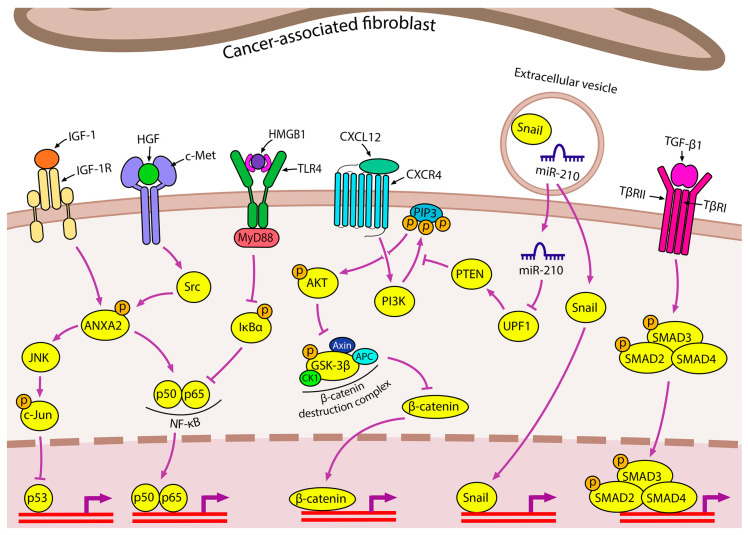 Cancer-associated fibroblast
Extracellular vesicle
Snail
miR-210
IGF-1
IGF-1R
HGF
c-Met
HMGB1
TLR4
MyD88
CXCL12
CXCR4
PIP3
P P P
TGF-β1
TβRII
TβRI
Src
P
ANXA2
JNK
P
c-Jun
p53
P
IκBα
p50 p65
NF-κB
p50 p65
P
AKT
PI3K
PTEN
miR-210
UPF1
Snail
Axin
P
GSK-3β
APC
CK1
β-catenin
destruction complex
β-catenin
β-catenin
Snail
P
SMAD3
P
SMAD2
SMAD4
P
SMAD3
P
SMAD2
SMAD4